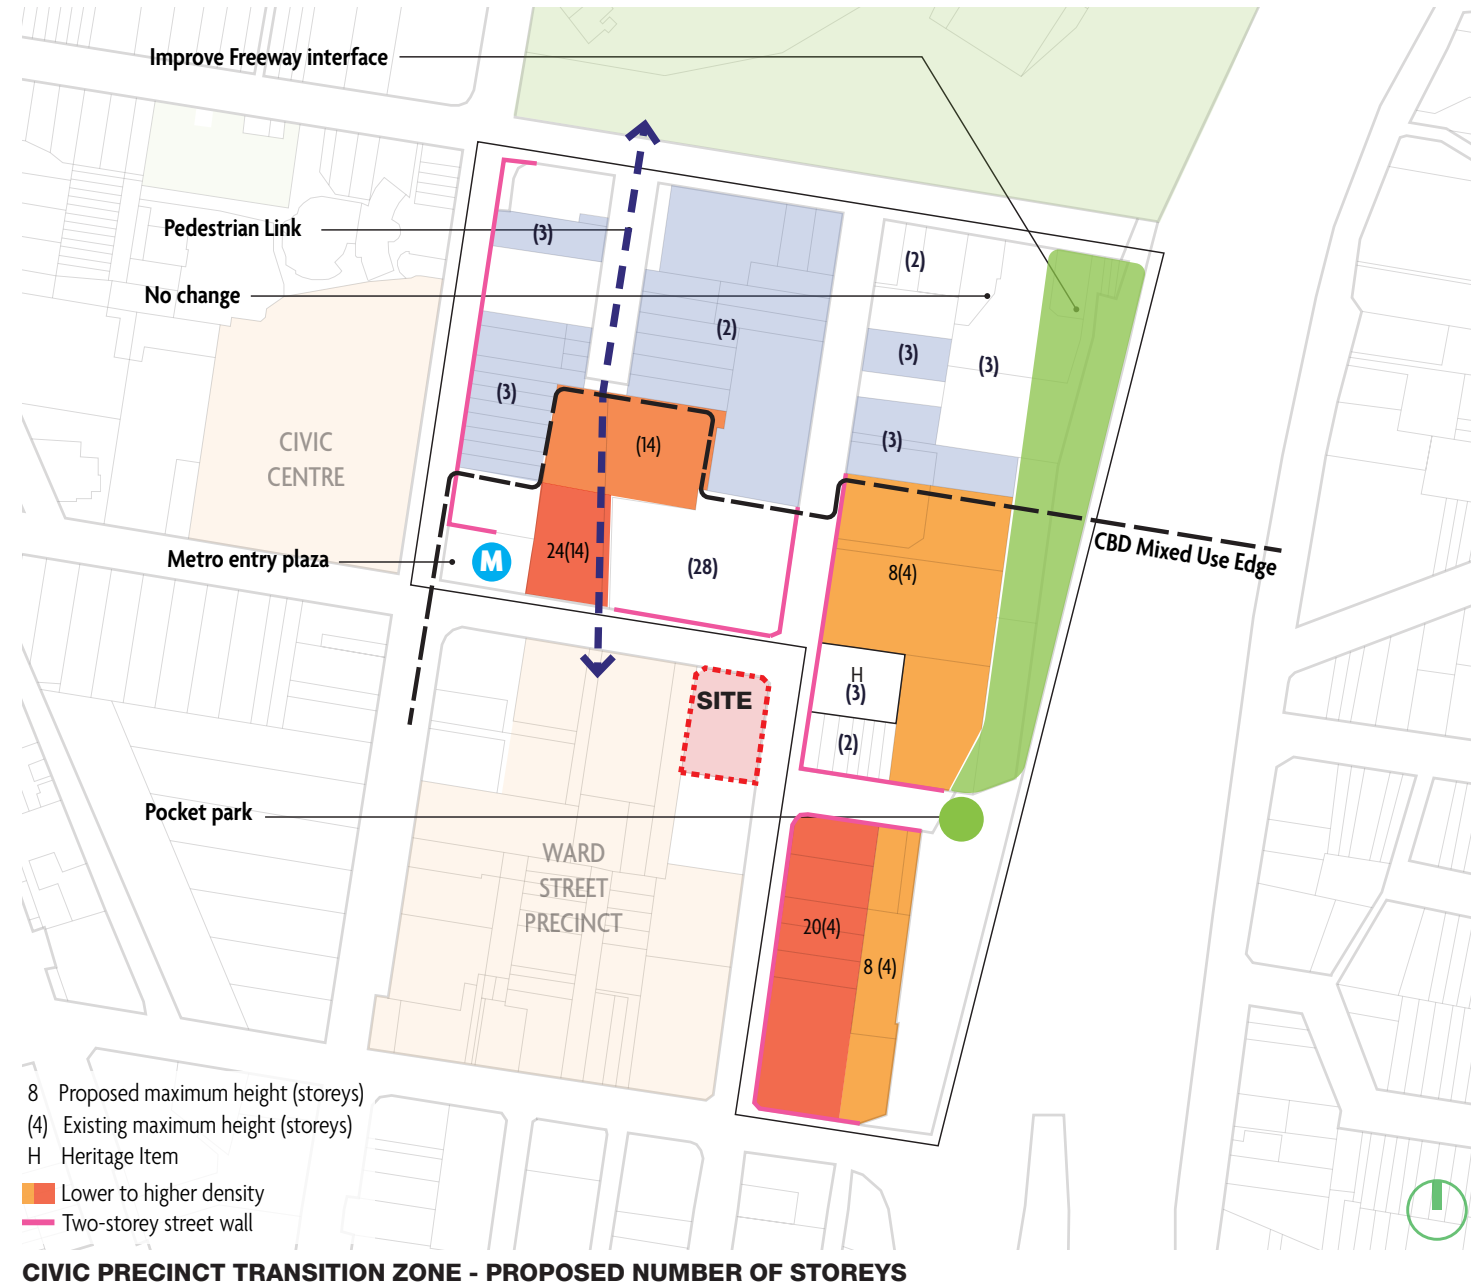 Improve Freeway interface
Pedestrian Link
(3)
(2)
No change
(2)
(3)
(3)
(3)
(3)
(14)
CIVIC
CENTRE
CBD Mixed Use Edge
Metro entry plaza
M
24(14)
(28)
8(4)
H
(3)
SITE
(2)
Pocket park
WARD
STREET
PRECINCT
20(4)
8 (4)
8 Proposed maximum height (storeys)
(4) Existing maximum height (storeys)
H Heritage Item
Lower to higher density
Two-storey street wall
CIVIC PRECINCT TRANSITION ZONE - PROPOSED NUMBER OF STOREYS